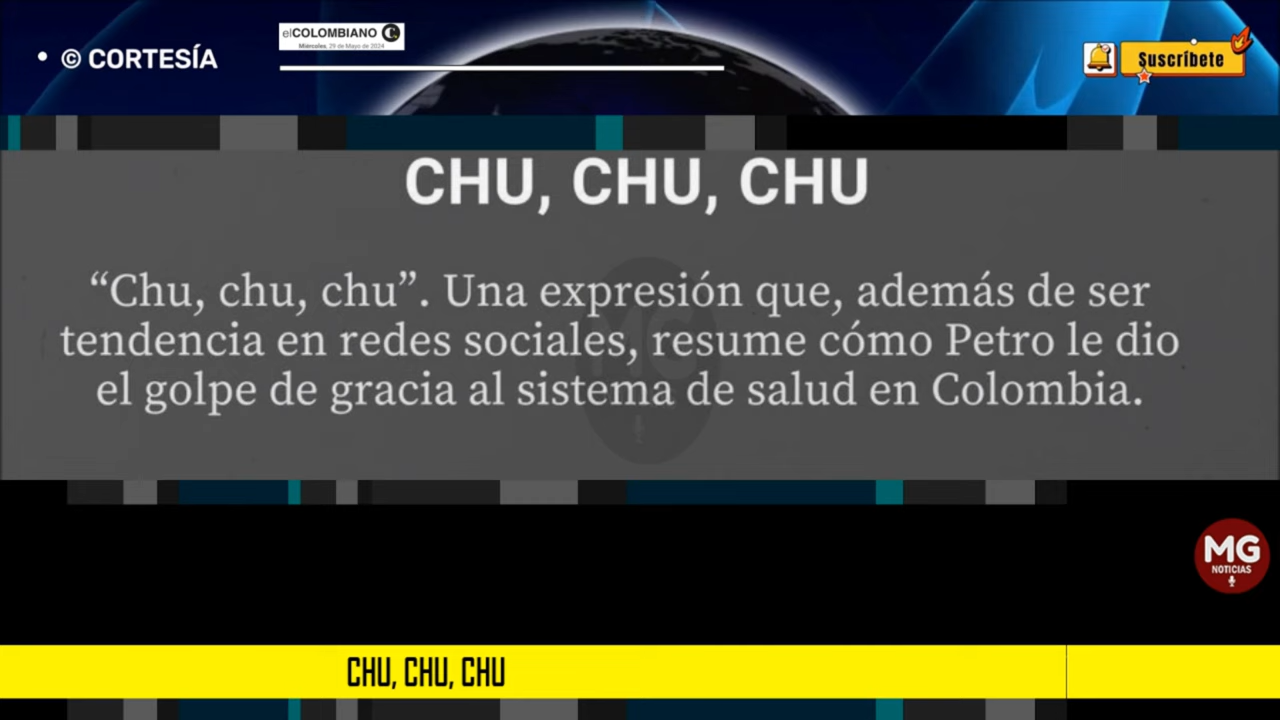 • © CORTESÍA
elCOLOMBIANO C
Miércoles, 29 de Mayo de 2024
Suscríbete
CHU, CHU, CHU
“Chu, chu, chu”. Una expresión que, además de ser
tendencia en redes sociales, resume cómo Petro le dio
el golpe de gracia al sistema de salud en Colombia.
MG
MG
NOTICIAS
CHU, CHU, CHU